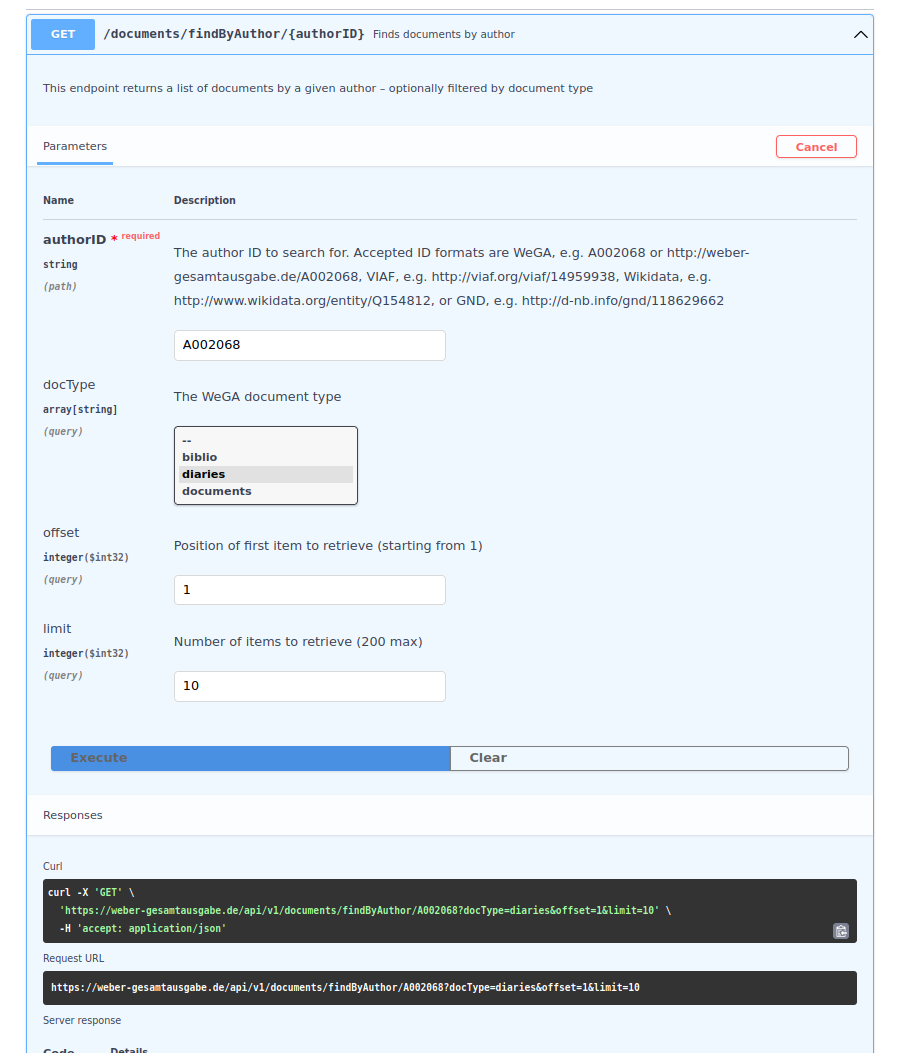 GET /documents/findByAuthor/{authorID} Finds documents by author
This endpoint returns a list of documents by a given author – optionally filtered by document type
Parameters
Cancel
Name Description
authorID * required
string
(path)
The author ID to search for. Accepted ID formats are WeGA, e.g. A002068 or http://weber-
gesamtausgabe.de/A002068, VIAF, e.g. http://viaf.org/viaf/14959938, Wikidata, e.g.
http://www.wikidata.org/entity/Q154812, or GND, e.g. http://d-nb.info/gnd/118629662
A002068
docType
array[string]
(query)
The WeGA document type
--
biblio
diaries
documents
offset
integer($int32)
(query)
Position of first item to retrieve (starting from 1)
1
limit
integer($int32)
(query)
Number of items to retrieve (200 max)
10
Execute Clear
Responses
Curl
curl -X 'GET' \
'https://weber-gesamtausgabe.de/api/v1/documents/findByAuthor/A002068?docType=diaries&offset=1&limit=10' \
-H 'accept: application/json'
Request URL
https://weber-gesamtausgabe.de/api/v1/documents/findByAuthor/A002068?docType=diaries&offset=1&limit=10
Server response
Code Details